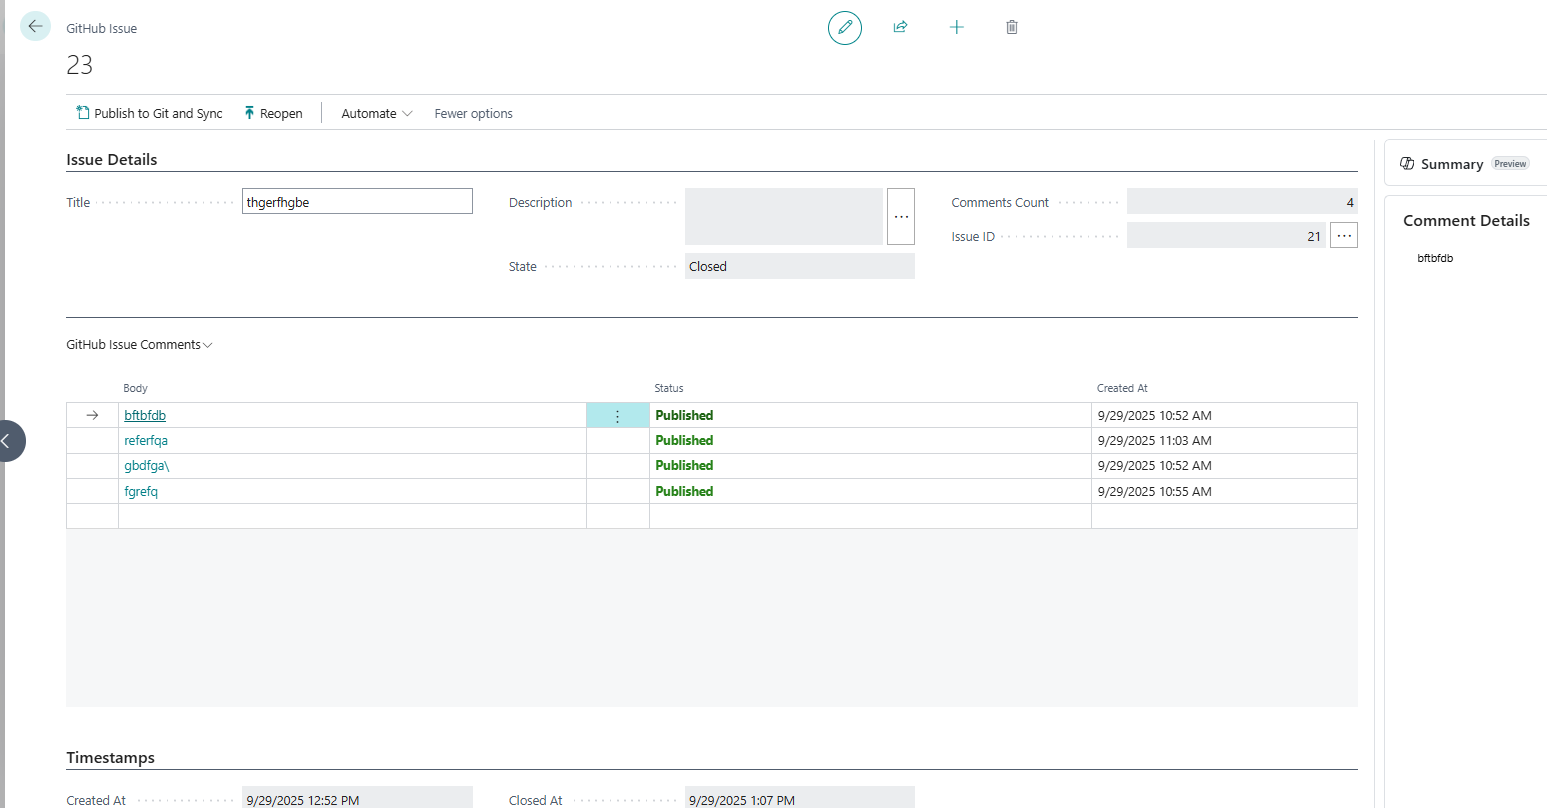 GitHub Issue
23
Publish to Git and Sync Reopen Automate Fewer options
Issue Details
Summary Preview
Title thgerfhgbe Description ... Comments Count 4
Issue ID 21 ...
State Closed
Comment Details
bftbfdb
GitHub Issue Comments
Body Status Created At
bftbfdb Published 9/29/2025 10:52 AM
referfqa Published 9/29/2025 11:03 AM
gbdfga\ Published 9/29/2025 10:52 AM
fgrefq Published 9/29/2025 10:55 AM
Timestamps
Created At 9/29/2025 12:52 PM Closed At 9/29/2025 1:07 PM